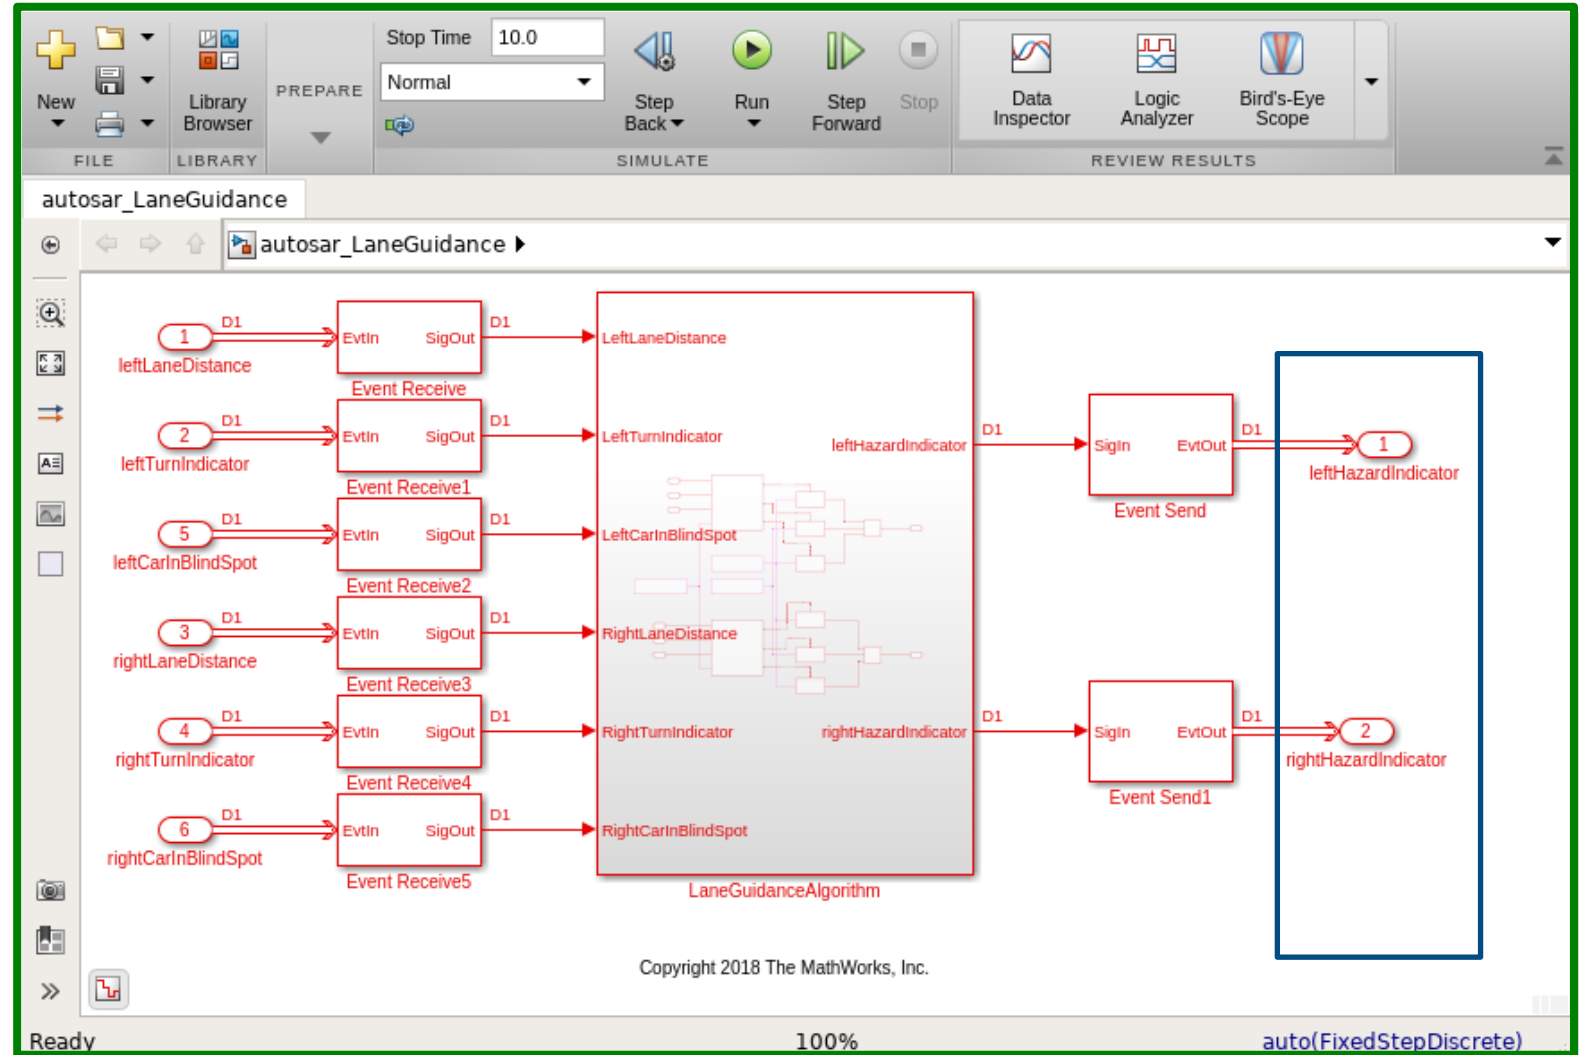 Stop Time 10.0
Normal
New
Library
Browser
PREPARE
Step
Back
Run
Step
Forward
Stop
Data
Inspector
Logic
Analyzer
Bird's-Eye
Scope
FILE
LIBRARY
SIMULATE
REVIEW RESULTS
autosar_LaneGuidance
autosar_LaneGuidance
1
D1
leftLaneDistance
EvtIn SigOut
D1
Event Receive
LeftLaneDistance
2
D1
leftTurnIndicator
EvtIn SigOut
D1
Event Receive1
LeftTurnIndicator
5
D1
leftCarInBlindSpot
EvtIn SigOut
D1
Event Receive2
LeftCarInBlindSpot
3
D1
rightLaneDistance
EvtIn SigOut
D1
Event Receive3
RightLaneDistance
4
D1
rightTurnIndicator
EvtIn SigOut
D1
Event Receive4
RightTurnIndicator
6
D1
rightCarInBlindSpot
EvtIn SigOut
D1
Event Receive5
RightCarInBlindSpot
LaneGuidanceAlgorithm
leftHazardIndicator
D1
SigIn EvtOut
Event Send
D1
1
leftHazardIndicator
rightHazardIndicator
D1
SigIn EvtOut
Event Send1
D1
2
rightHazardIndicator
Copyright 2018 The MathWorks, Inc.
Ready
100%
auto(FixedStepDiscrete)